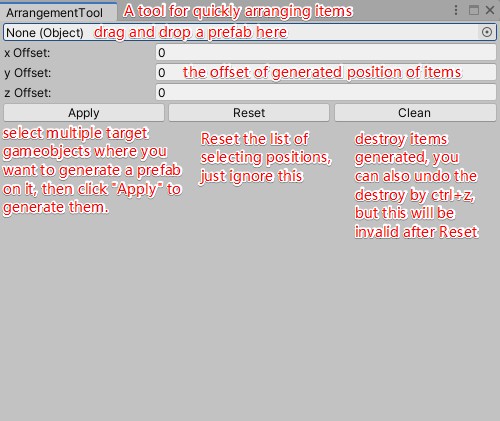 ArrangementTool A tool for quickly arranging items
None (Object) drag and drop a prefab here
x Offset: 0
y Offset: 0 the offset of generated position of items
z Offset: 0
Apply Reset Clean
select multiple target
gameobjects where you
want to generate a prefab
on it, then click "Apply" to
generate them.
Reset the list of
selecting positions,
just ignore this
destroy items
generated, you
can also undo the
destroy by ctrl+z,
but this will be
invalid after Reset